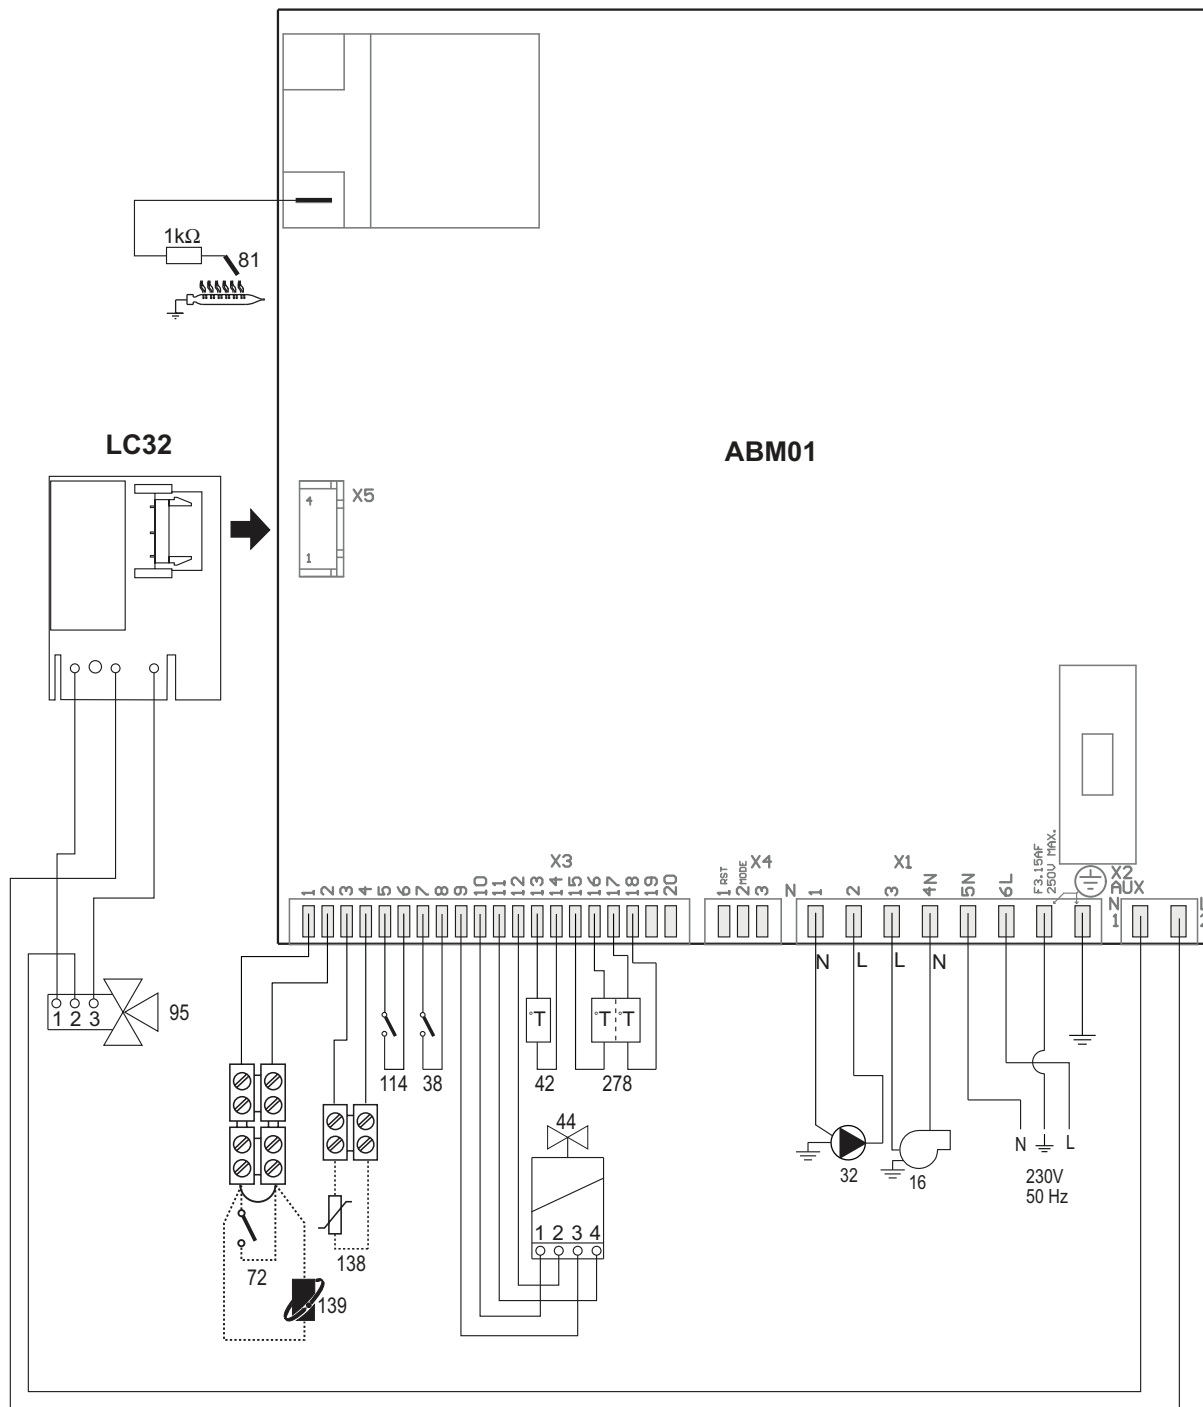 1kΩ
81
LC32
ABM01
4
X5
1
X3
1 2 3 4 5 6 7 8 9 10 11 12 13 14 15 16 17 18 19 20
X4
1 RST
2 MODE
3
N
X1
1 2 3 4N 5N 6L
F3.15AF
250V MAX.
X2
AUX
N
1
L
2
N L L N
1 2 3
95
°T
°T °T
114 38 42 278
44
32
16
N L
230V
50 Hz
1 2 3 4
138
72
139